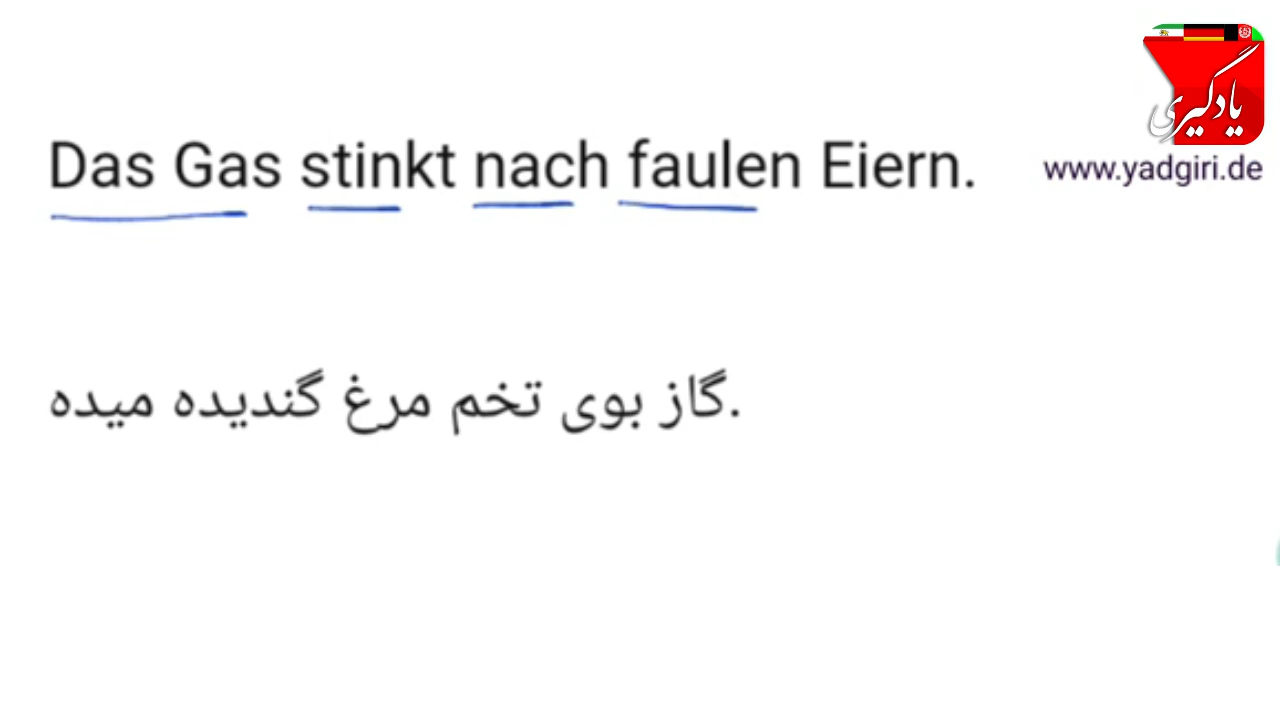 یادگیری
www.yadgiri.de
Das Gas stinkt nach faulen Eiern.
گاز بوی تخم مرغ گندیده میده.